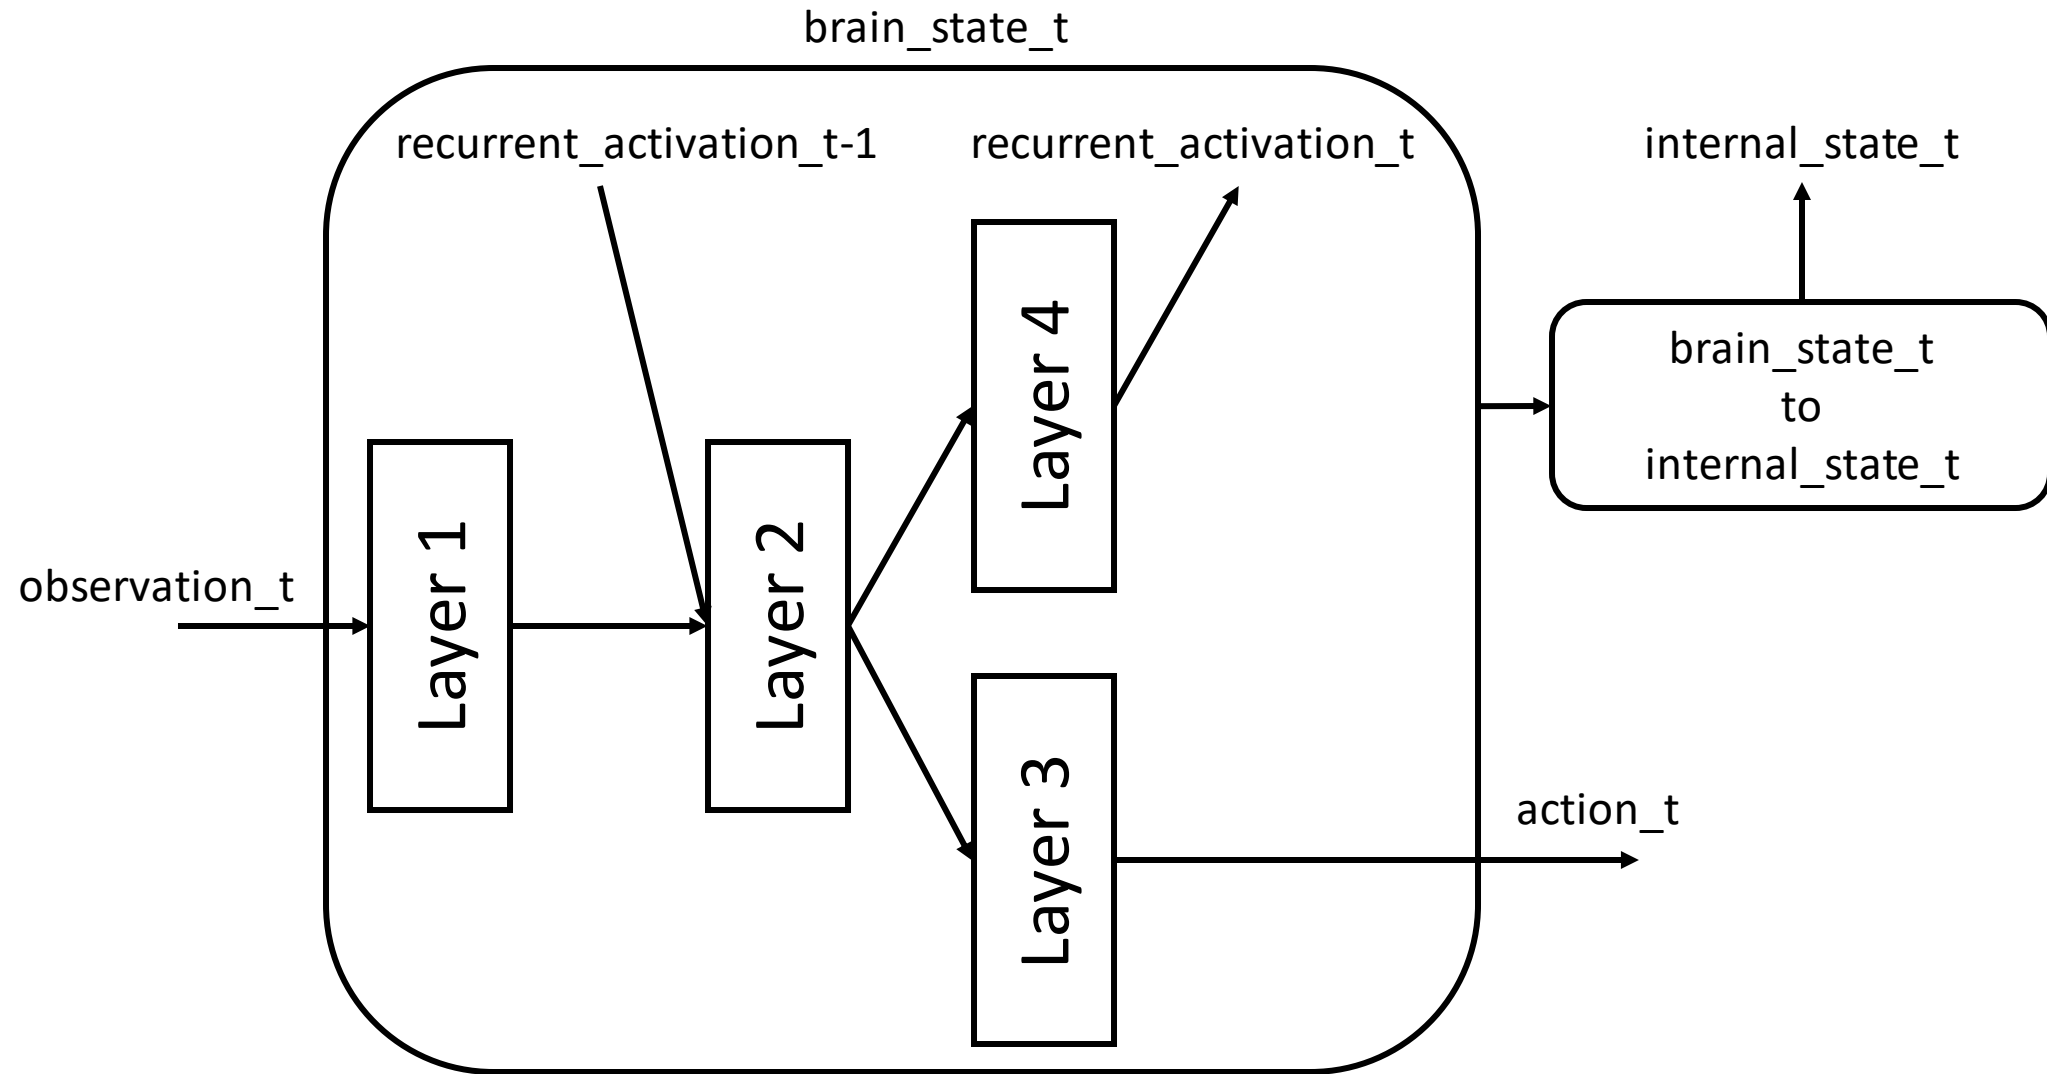 brain_state_t
recurrent_activation_t-1
recurrent_activation_t
internal_state_t
observation_t
Layer 1
Layer 2
Layer 4
Layer 3
brain_state_t
to
internal_state_t
action_t